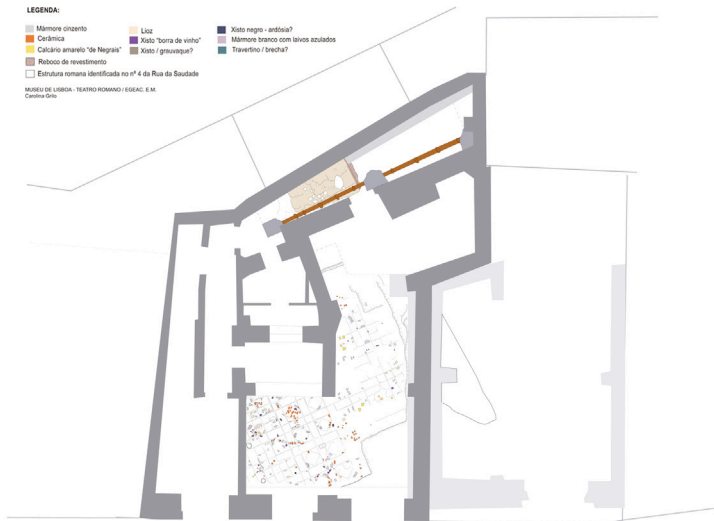 LEGENDA:
Mármore cinzento
Cerâmica
Calcário amarelo “de Negrais”
Reboco de revestimento
Estrutura romana identificada no nº 4 da Rua da Saudade
Lioz
Xisto “borra de vinho”
Xisto / grauvaque?
Xisto negro - ardósia?
Mármore branco com laivos azulados
Travertino / brecha?
MUSEU DE LISBOA - TEATRO ROMANO / EGEAC. E.M.
Carolina Grilo